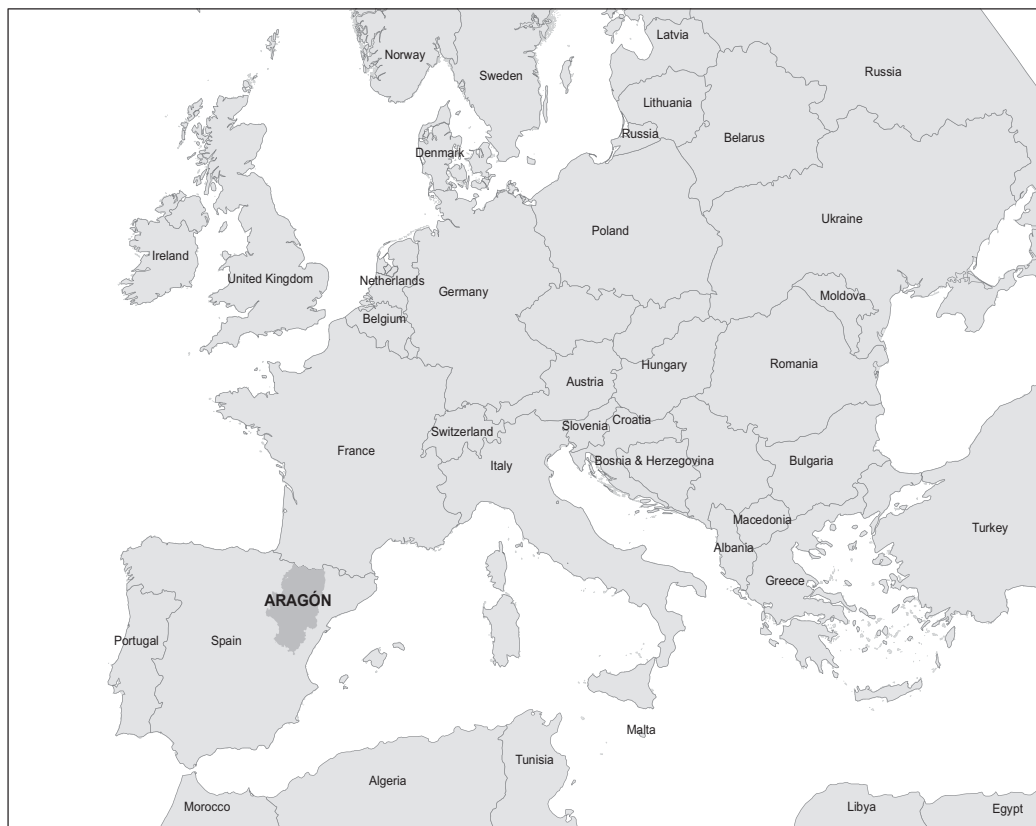 Latvia
Norway
Russia
Sweden
Lithuania
Russia
Belarus
Denmark
Ukraine
Poland
Ireland
United Kingdom
Netherlands
Germany
Moldova
Belgium
Hungary
Romania
Austria
Croatia
Slovenia
Switzerland
France
Italy
Bosnia & Herzegovina
Bulgaria
Macedonia
Turkey
Albania
Greece
ARAGÓN
Portugal
Spain
Malta
Tunisia
Algeria
Morocco
Libya
Egypt